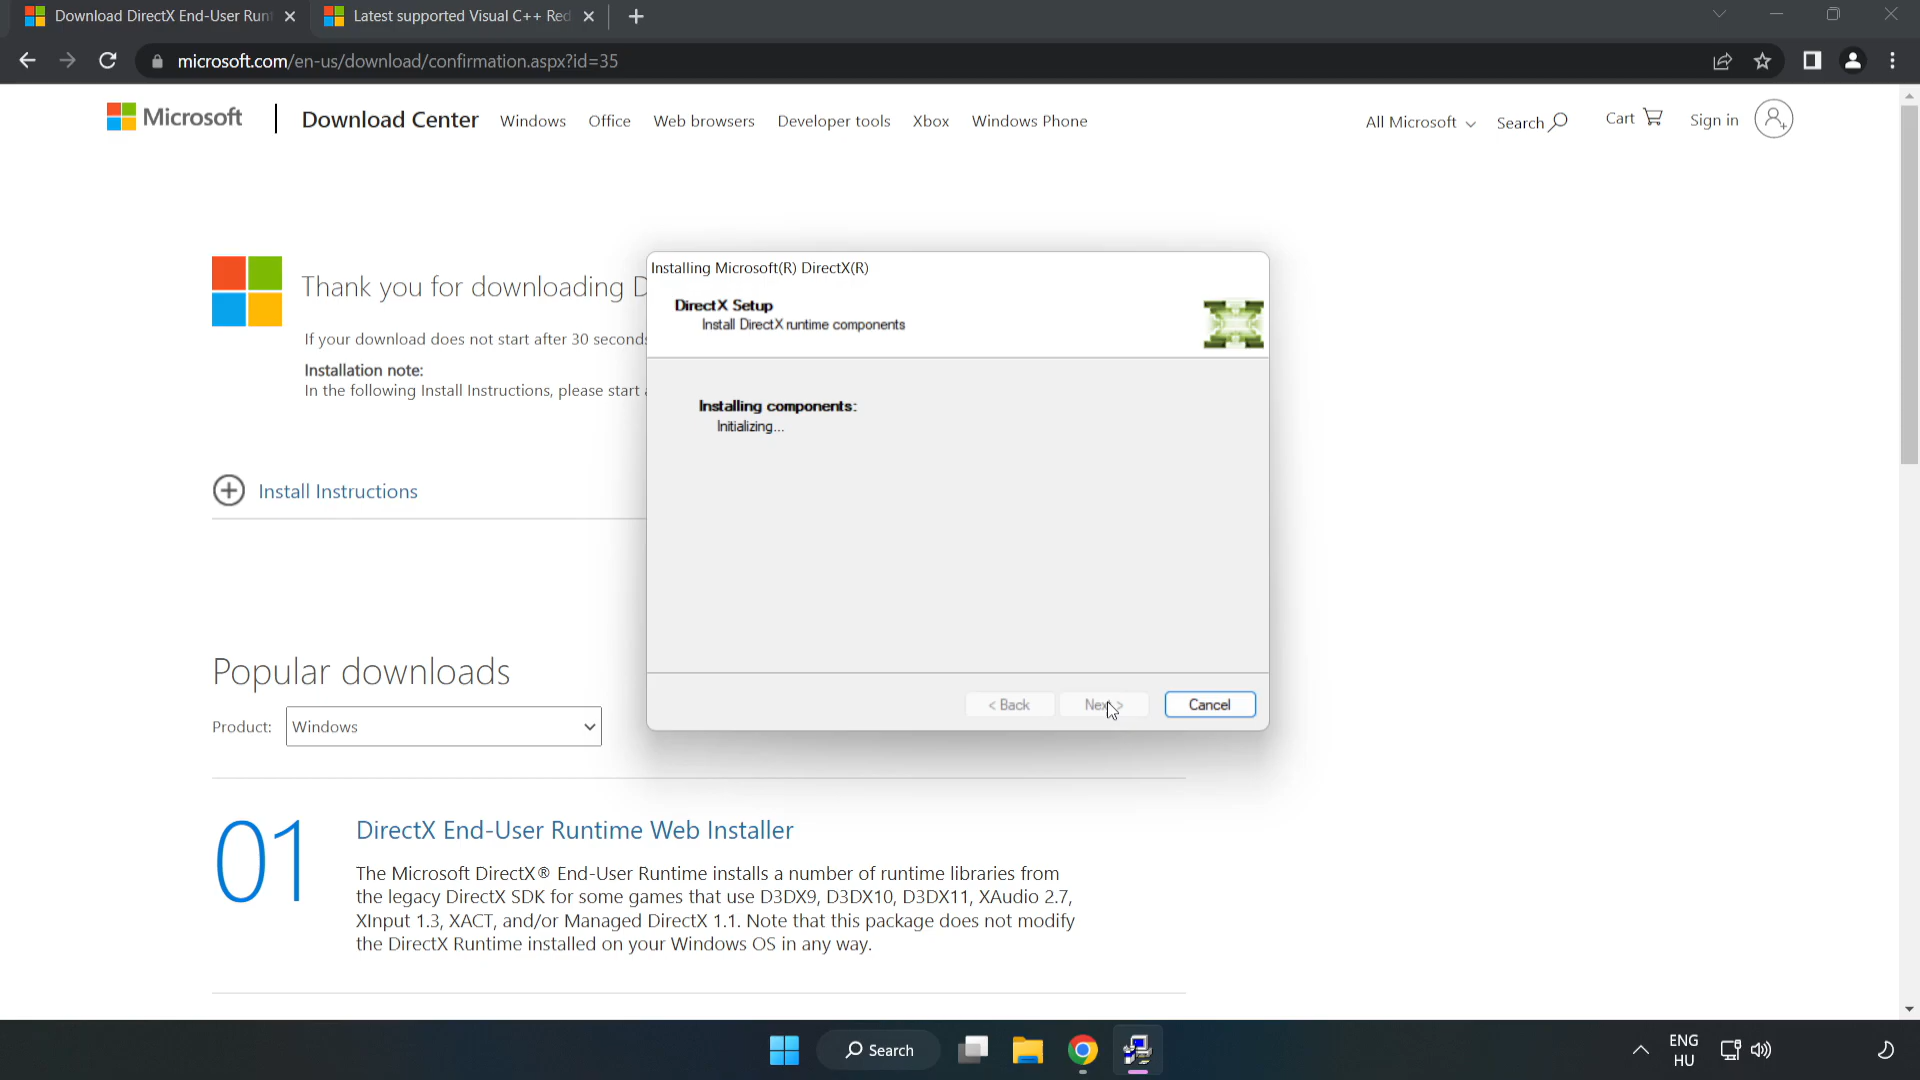 Download DirectX End-User Runt
Latest supported Visual C++ Red
microsoft.com/en-us/download/confirmation.aspx?id=35
Microsoft
Download Center
Windows
Office
Web browsers
Developer tools
Xbox
Windows Phone
All Microsoft
Search
Cart
Sign in
Thank you for downloading D
If your download does not start after 30 seconds
Installation note:
In the following Install Instructions, please start a
Install Instructions
Installing Microsoft(R) DirectX(R)
DirectX Setup
Install DirectX runtime components
Installing components:
Initializing...
< Back
Next >
Cancel
Popular downloads
Product:
Windows
01
DirectX End-User Runtime Web Installer
The Microsoft DirectX® End-User Runtime installs a number of runtime libraries from
the legacy DirectX SDK for some games that use D3DX9, D3DX10, D3DX11, XAudio 2.7,
XInput 1.3, XACT, and/or Managed DirectX 1.1. Note that this package does not modify
the DirectX Runtime installed on your Windows OS in any way.
Search
ENG
HU